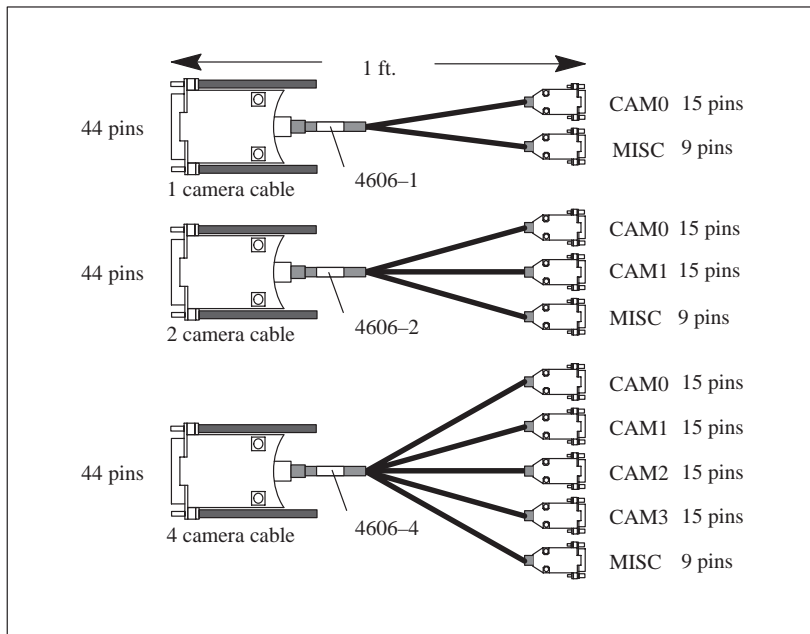 1 ft.
44 pins
CAM0 15 pins
MISC 9 pins
4606–1
1 camera cable
44 pins
CAM0 15 pins
CAM1 15 pins
MISC 9 pins
4606–2
2 camera cable
44 pins
CAM0 15 pins
CAM1 15 pins
CAM2 15 pins
CAM3 15 pins
MISC 9 pins
4606–4
4 camera cable